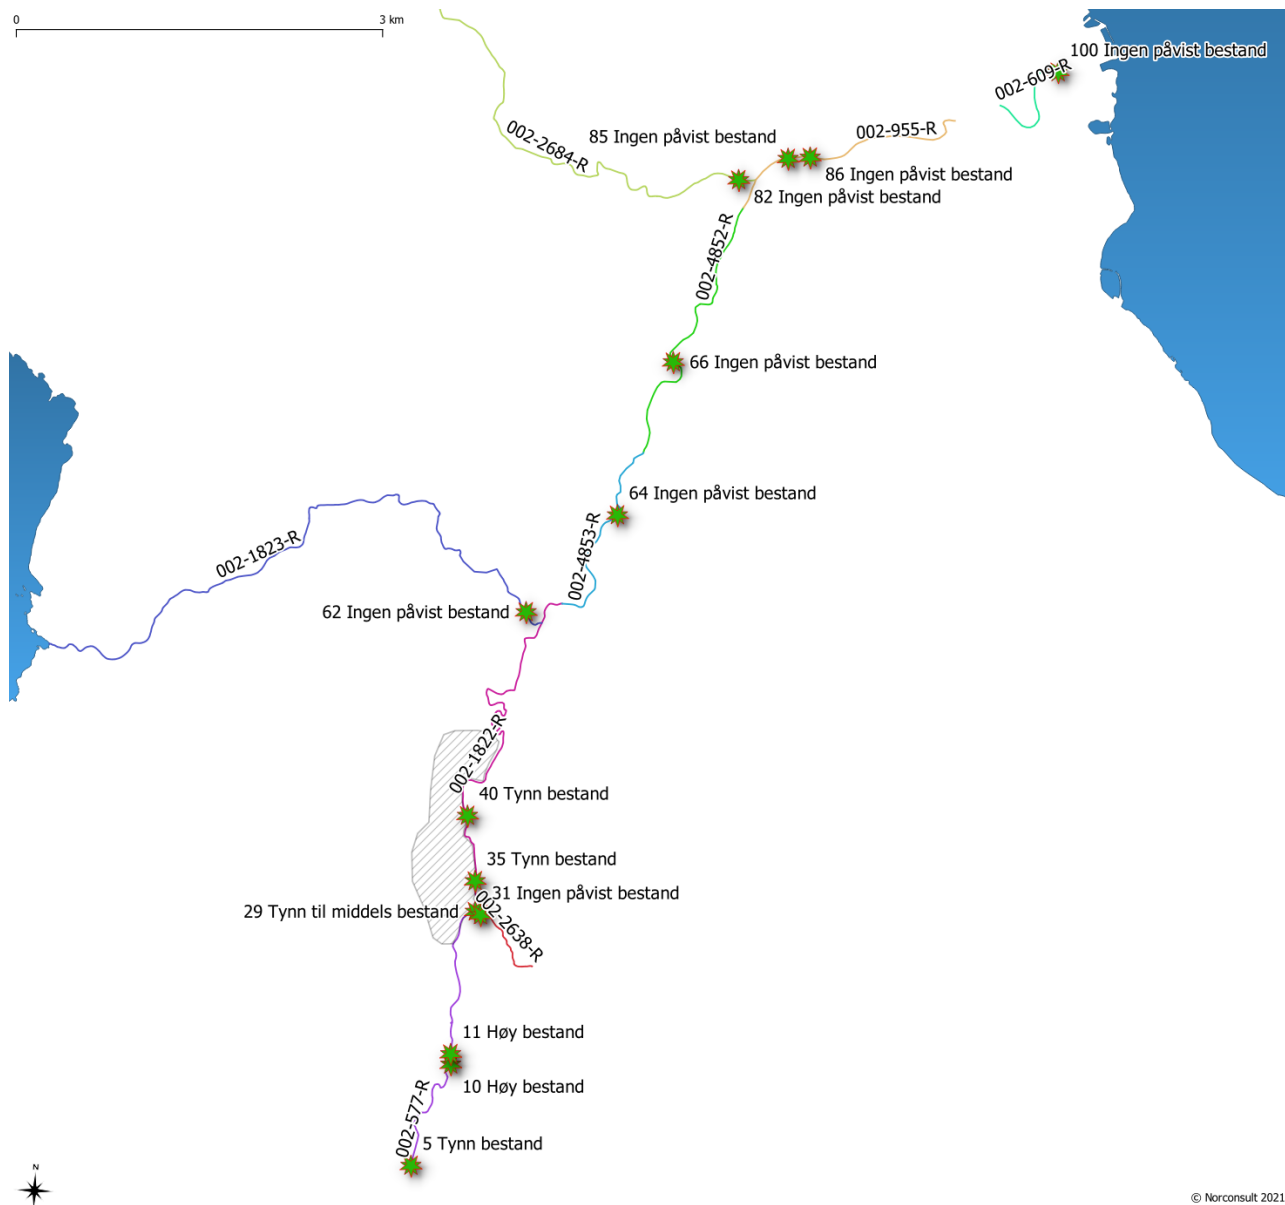 0 3 km
100 Ingen påvist bestand
002-609-R
002-955-R
85 Ingen påvist bestand
002-2684-R
86 Ingen påvist bestand
82 Ingen påvist bestand
002-4852-R
66 Ingen påvist bestand
64 Ingen påvist bestand
002-4853-R
002-1823-R
62 Ingen påvist bestand
002-1822-R
40 Tynn bestand
35 Tynn bestand
31 Ingen påvist bestand
29 Tynn til middels bestand
002-2638-R
11 Høy bestand
10 Høy bestand
002-577-R
5 Tynn bestand
N
© Norconsult 2021